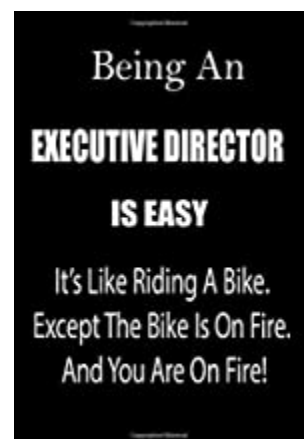 Being An
EXECUTIVE DIRECTOR
IS EASY
It's Like Riding A Bike.
Except The Bike Is On Fire.
And You Are On Fire!